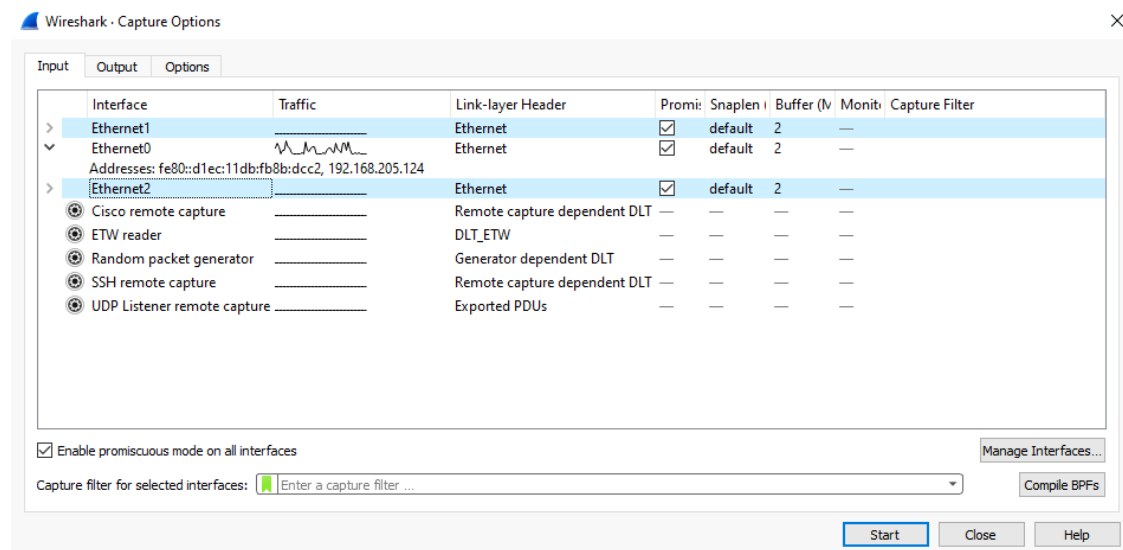 Wireshark · Capture Options
Input Output Options
Interface Traffic Link-layer Header Promi: Snaplen ( Buffer (M Monit( Capture Filter
Ethernet1 Ethernet default 2 —
Ethernet0 Ethernet default 2 —
Addresses: fe80::d1ec:11db:fb8b:dcc2, 192.168.205.124
Ethernet2 Ethernet default 2 —
Cisco remote capture Remote capture dependent DLT — — — —
ETW reader DLT_ETW — — — —
Random packet generator Generator dependent DLT — — — —
SSH remote capture Remote capture dependent DLT — — — —
UDP Listener remote capture Exported PDUs — — — —
Enable promiscuous mode on all interfaces
Manage Interfaces...
Capture filter for selected interfaces: Enter a capture filter ... Compile BPFs
Start Close Help